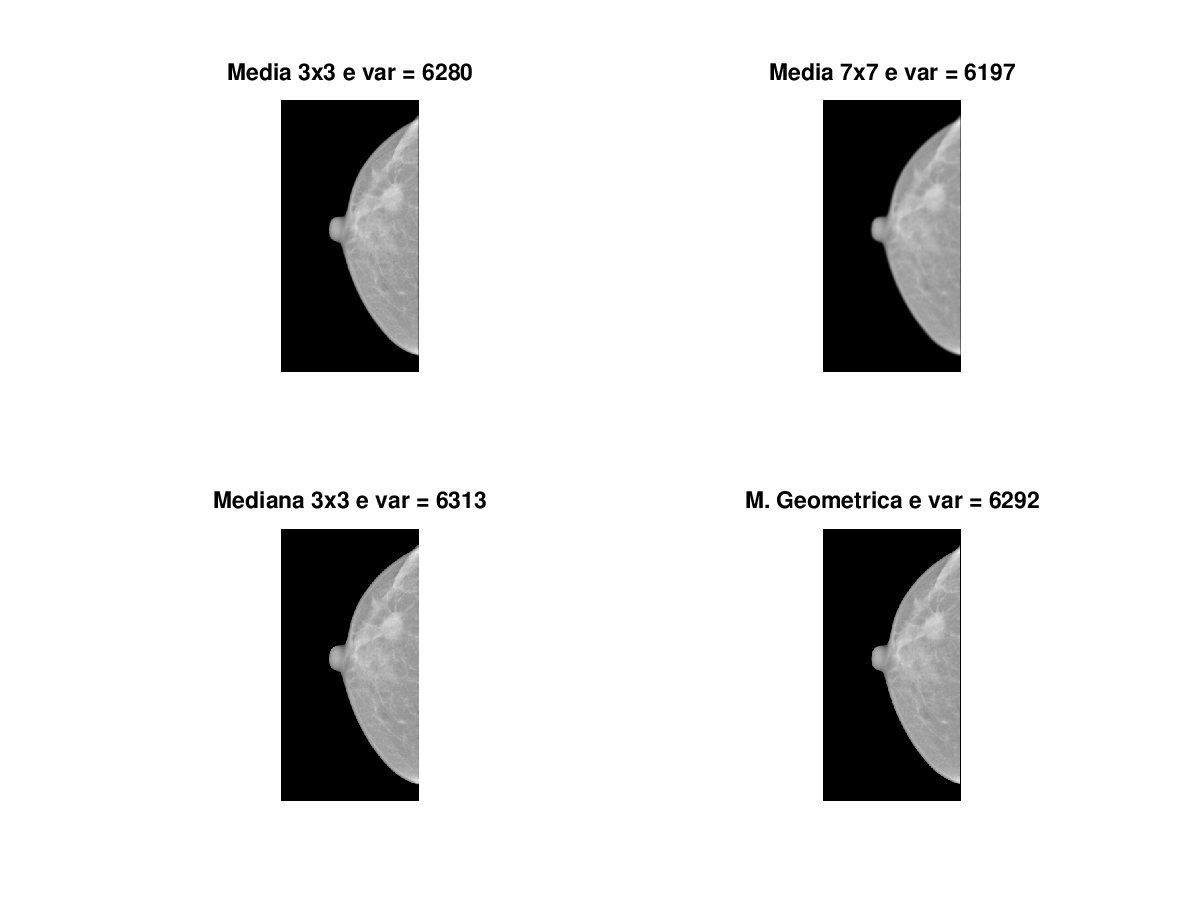 Media 3x3 e var = 6280
Media 7x7 e var = 6197
Mediana 3x3 e var = 6313
M. Geometrica e var = 6292